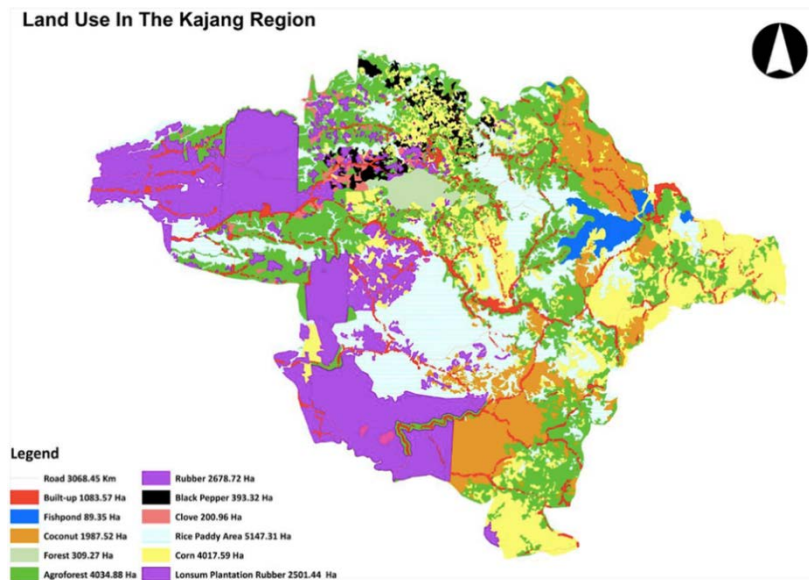 Land Use In The Kajang Region
Legend
Road 3068.45 Km
Built-up 1083.57 Ha
Fishpond 89.35 Ha
Coconut 1987.52 Ha
Forest 309.27 Ha
Agroforest 4034.88 Ha
Rubber 2678.72 Ha
Black Pepper 393.32 Ha
Clove 200.96 Ha
Rice Paddy Area 5147.31 Ha
Corn 4017.59 Ha
Lonsum Plantation Rubber 2501.44 Ha